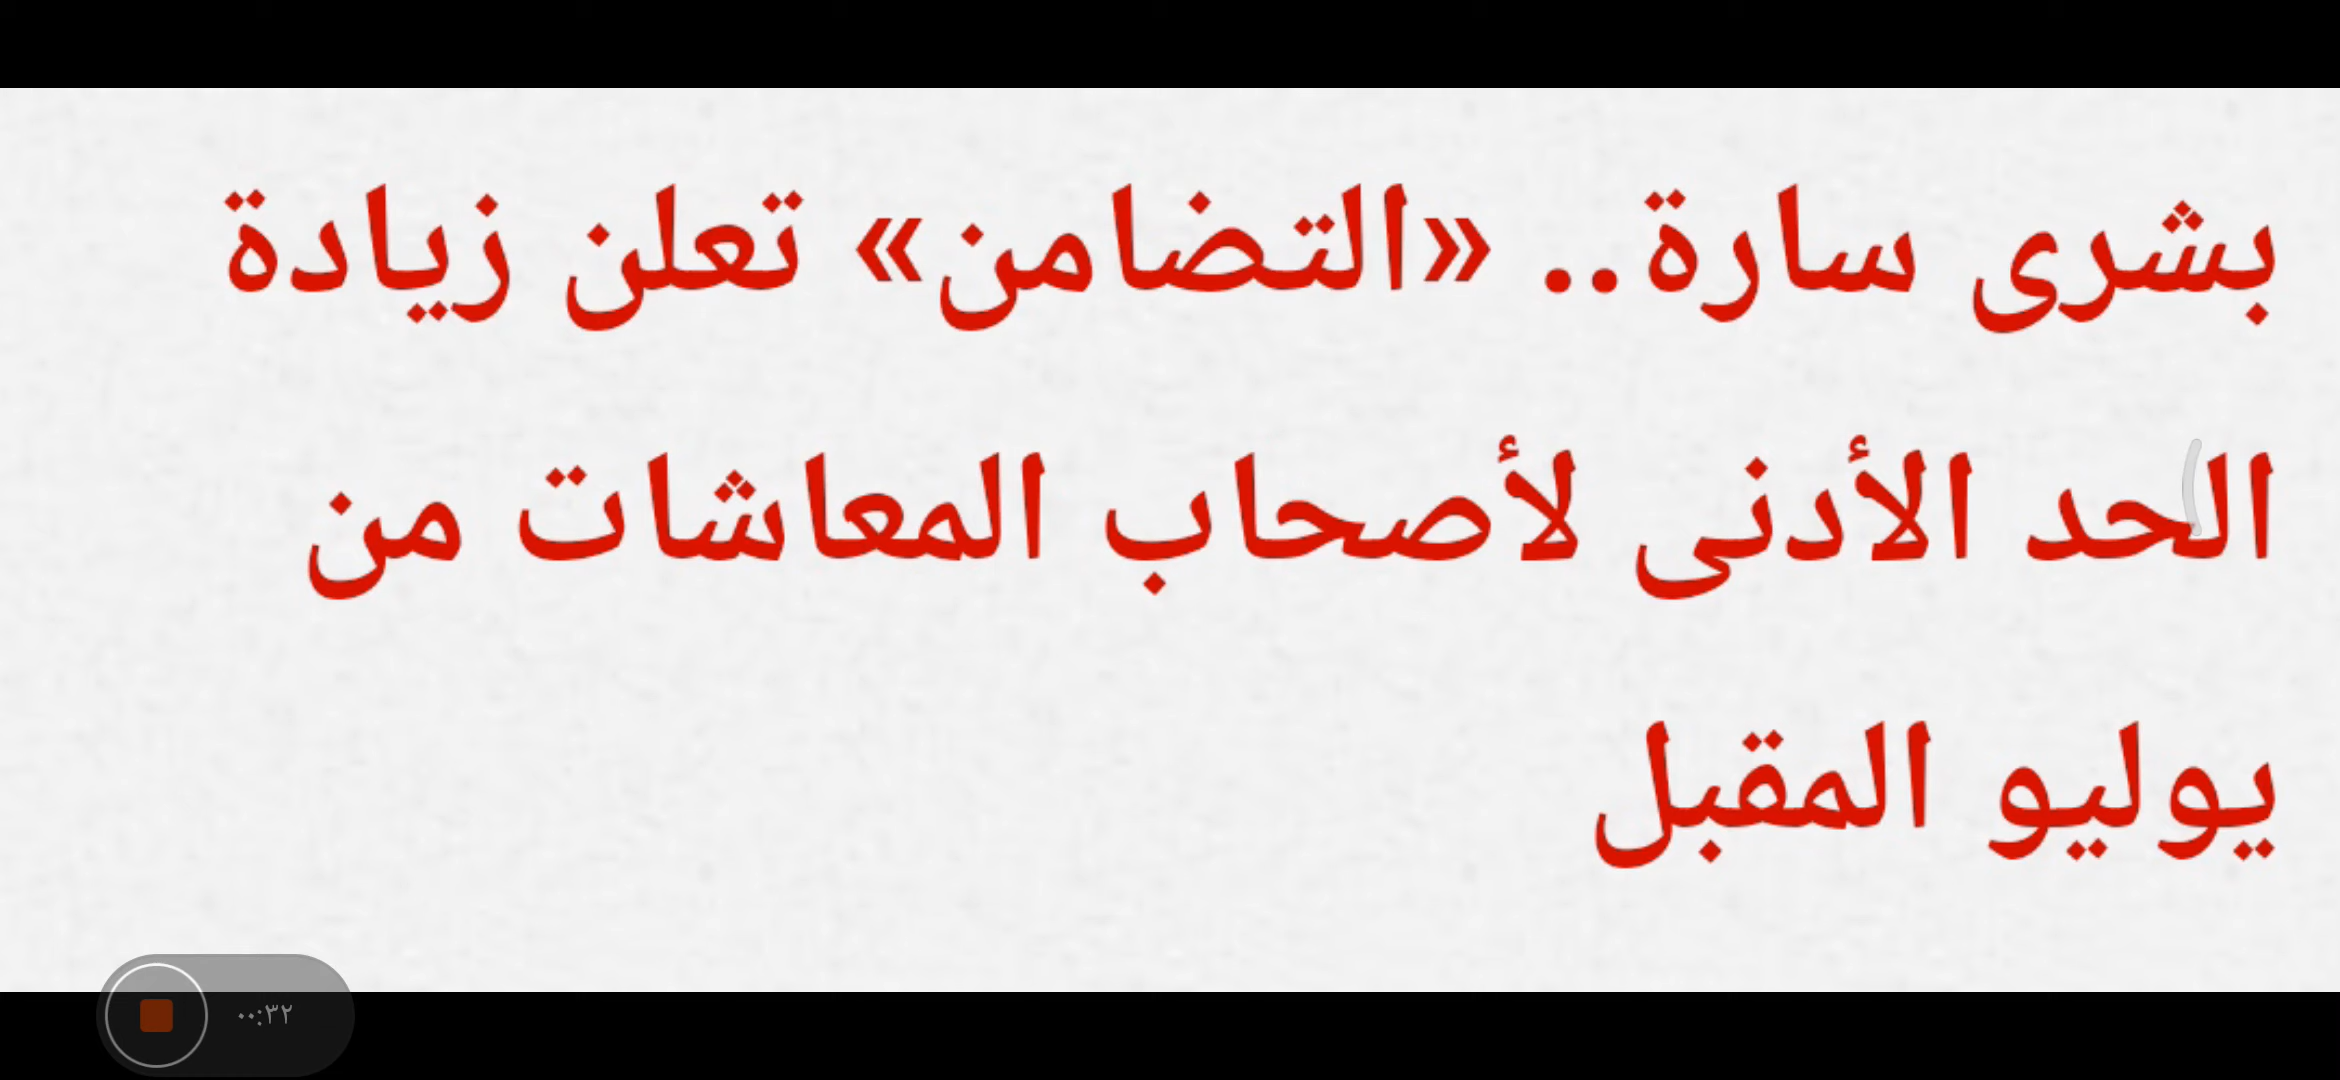 بشرى سارة.. «التضامن» تعلن زيادة
الحد الأدنى لأصحاب المعاشات من
يوليو المقبل
٠٠:٣٢